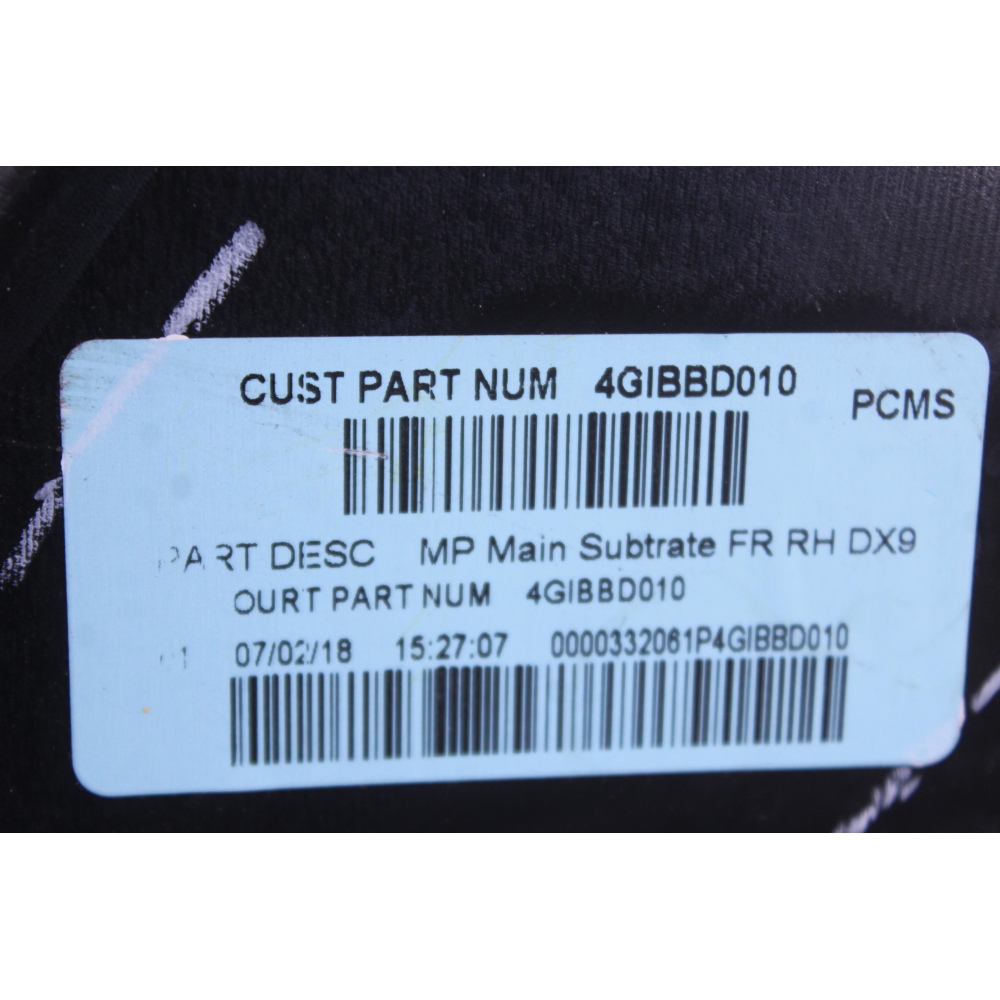 CUST PART NUM 4GIBBD010 PCMS
PART DESC MP Main Subtrate FR RH DX9
OURT PART NUM 4GIBBD010
07/02/18 15:27:07 0000332061P4GIBBD010